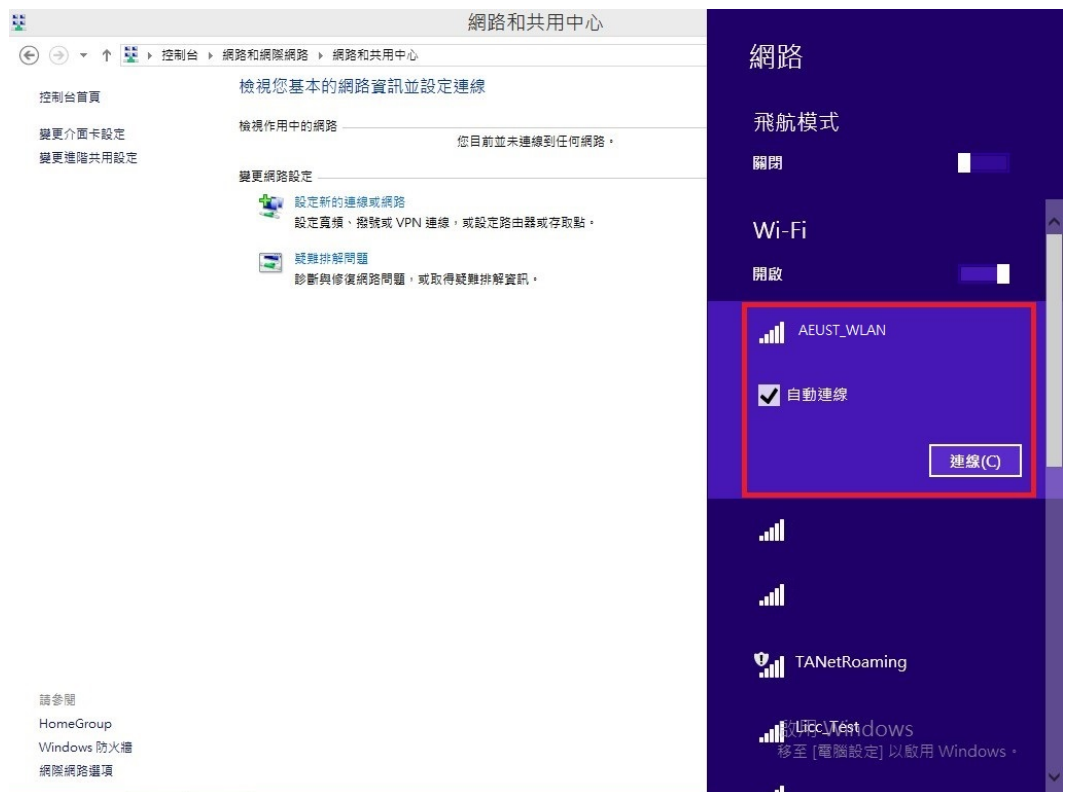 網路和共用中心
控制台 網路和網際網路 網路和共用中心
控制台首頁
變更介面卡設定
變更進階共用設定
檢視您基本的網路資訊並設定連線
檢視作用中的網路
您目前並未連線到任何網路。
變更網路設定
設定新的連線或網路
設定寬頻、撥號或 VPN 連線，或設定路由器或存取點。
疑難排解問題
診斷與修復網路問題，或取得疑難排解資訊。
請參閱
HomeGroup
Windows 防火牆
網際網路選項
網路
飛航模式
關閉
Wi-Fi
開啟
AEUST_WLAN
自動連線
連線(C)
TANetRoaming
Licc_Test
啟用 Windows
移至 [電腦設定] 以啟用 Windows。